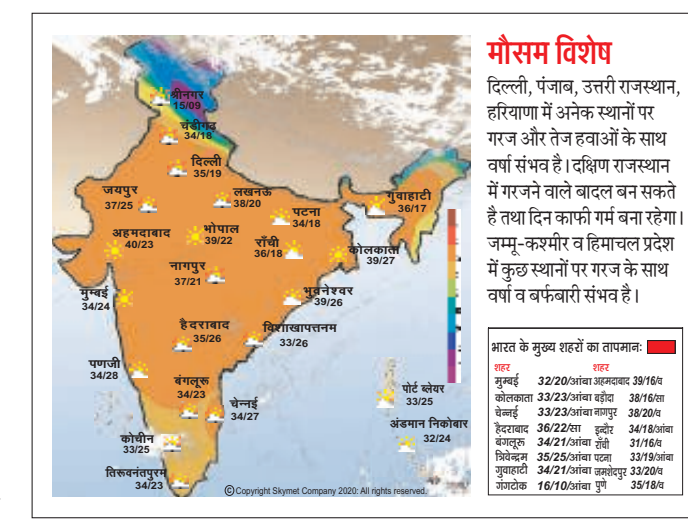 श्रीनगर
15/09
चंडीगढ़
34/18
दिल्ली
35/19
जयपुर
37/25
लखनऊ
38/20
गुवाहाटी
36/17
पटना
34/18
अहमदाबाद
40/23
भोपाल
39/22
राँची
36/18
कोलकाता
39/27
नागपुर
37/21
मुम्बई
34/24
भुवनेश्वर
39/26
हैदराबाद
35/26
विशाखापत्तनम
33/26
पणजी
34/28
बंगलूरू
34/23
चेन्नई
34/27
पोर्ट ब्लेयर
33/25
अंडमान निकोबार
32/24
कोचीन
33/25
तिरूवनंतपुरम
34/23
©Copyright Skymet Company 2020: All rights reserved.
मौसम विशेष
दिल्ली, पंजाब, उत्तरी राजस्थान,
हरियाणा में अनेक स्थानों पर
गरज और तेज हवाओं के साथ
वर्षा संभव है। दक्षिण राजस्थान
में गरजने वाले बादल बन सकते
है तथा दिन काफी गर्म बना रहेगा।
जम्मू-कश्मीर व हिमाचल प्रदेश
में कुछ स्थानों पर गरज के साथ
वर्षा व बर्फबारी संभव है।
भारत के मुख्य शहरों का तापमानः
शहर शहर
मुम्बई 32/20/आंबा अहमदाबाद 39/16/व
कोलकाता 33/23/आंबा बड़ौदा 38/16/सा
चेन्नई 33/23/आंबा नागपुर 38/20/व
हैदराबाद 36/22/सा इन्दौर 34/18/आंबा
बंगलूरू 34/21/आंबा राँची 31/16/व
त्रिवेन्द्रम 35/25/आंबा पटना 33/19/आंबा
गुवाहाटी 34/21/आंबा जमशेदपुर 33/20/व
गंगटोक 16/10/आंबा पुणे 35/18/व